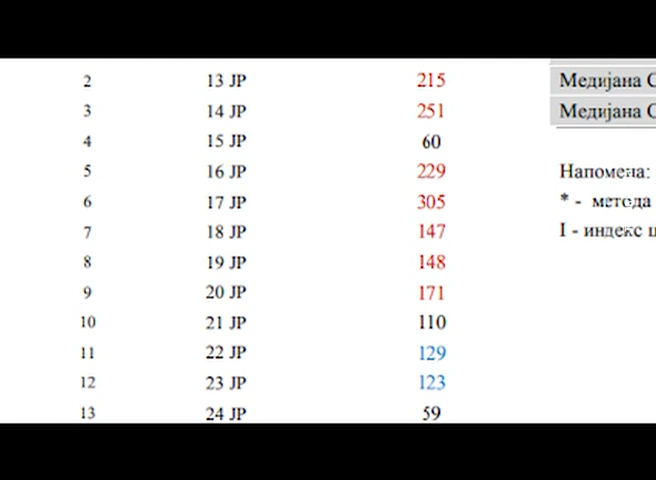 2 13 JP 215
3 14 JP 251
4 15 JP 60
5 16 JP 229
6 17 JP 305
7 18 JP 147
8 19 JP 148
9 20 JP 171
10 21 JP 110
11 22 JP 129
12 23 JP 123
13 24 JP 59
Медијана
Медијана
Напомена:
* - метода
I - индекс